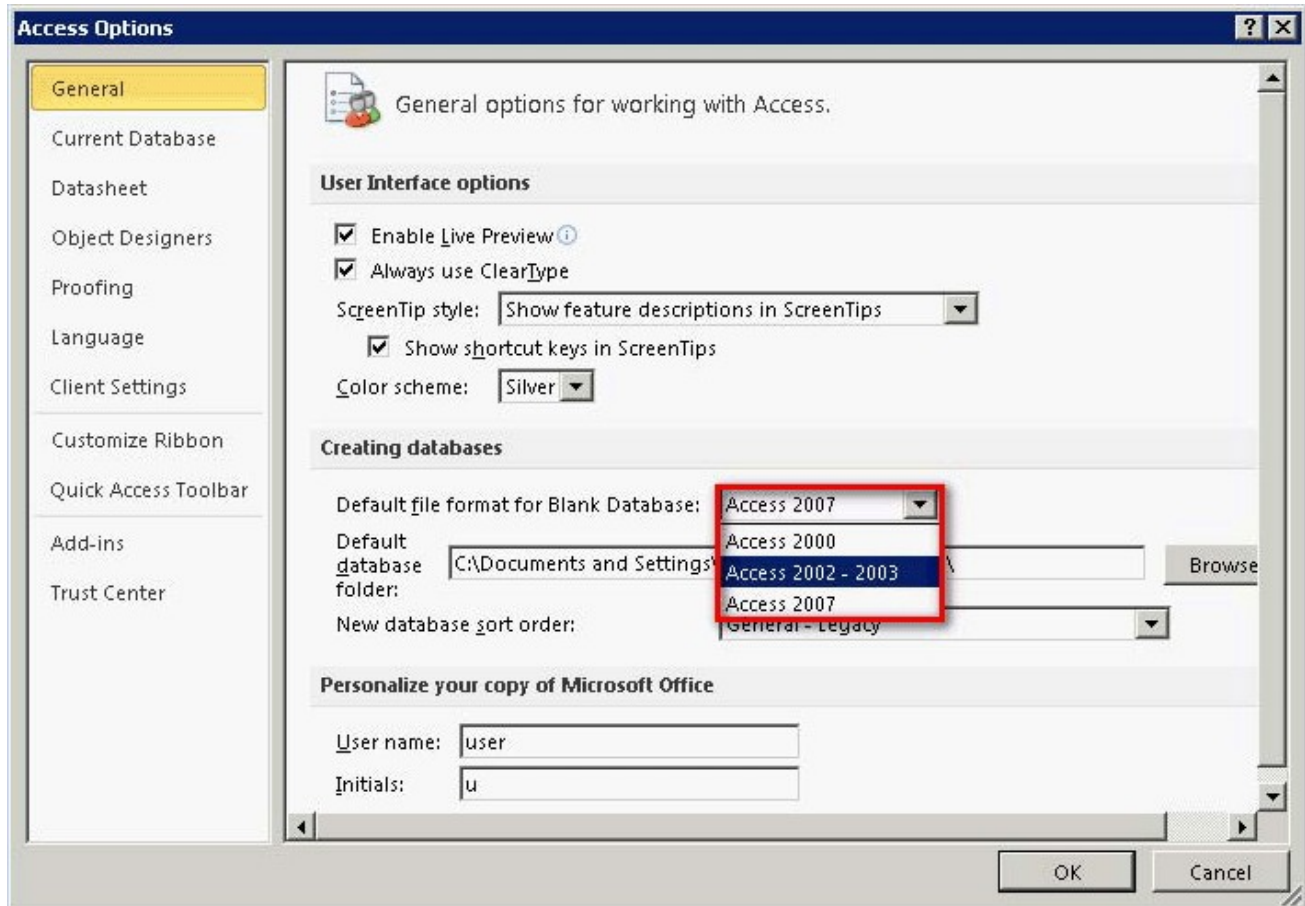 Access Options
General
Current Database
Datasheet
Object Designers
Proofing
Language
Client Settings
Customize Ribbon
Quick Access Toolbar
Add-ins
Trust Center
General options for working with Access.
User Interface options
Enable Live Preview
Always use ClearType
ScreenTip style: Show feature descriptions in ScreenTips
Show shortcut keys in ScreenTips
Color scheme: Silver
Creating databases
Default file format for Blank Database: Access 2007
Access 2000
Access 2002 - 2003
Access 2007
Default database folder: C:\Documents and Settings\ \
Browse
New database sort order: General - Legacy
Personalize your copy of Microsoft Office
User name: user
Initials: u
OK Cancel